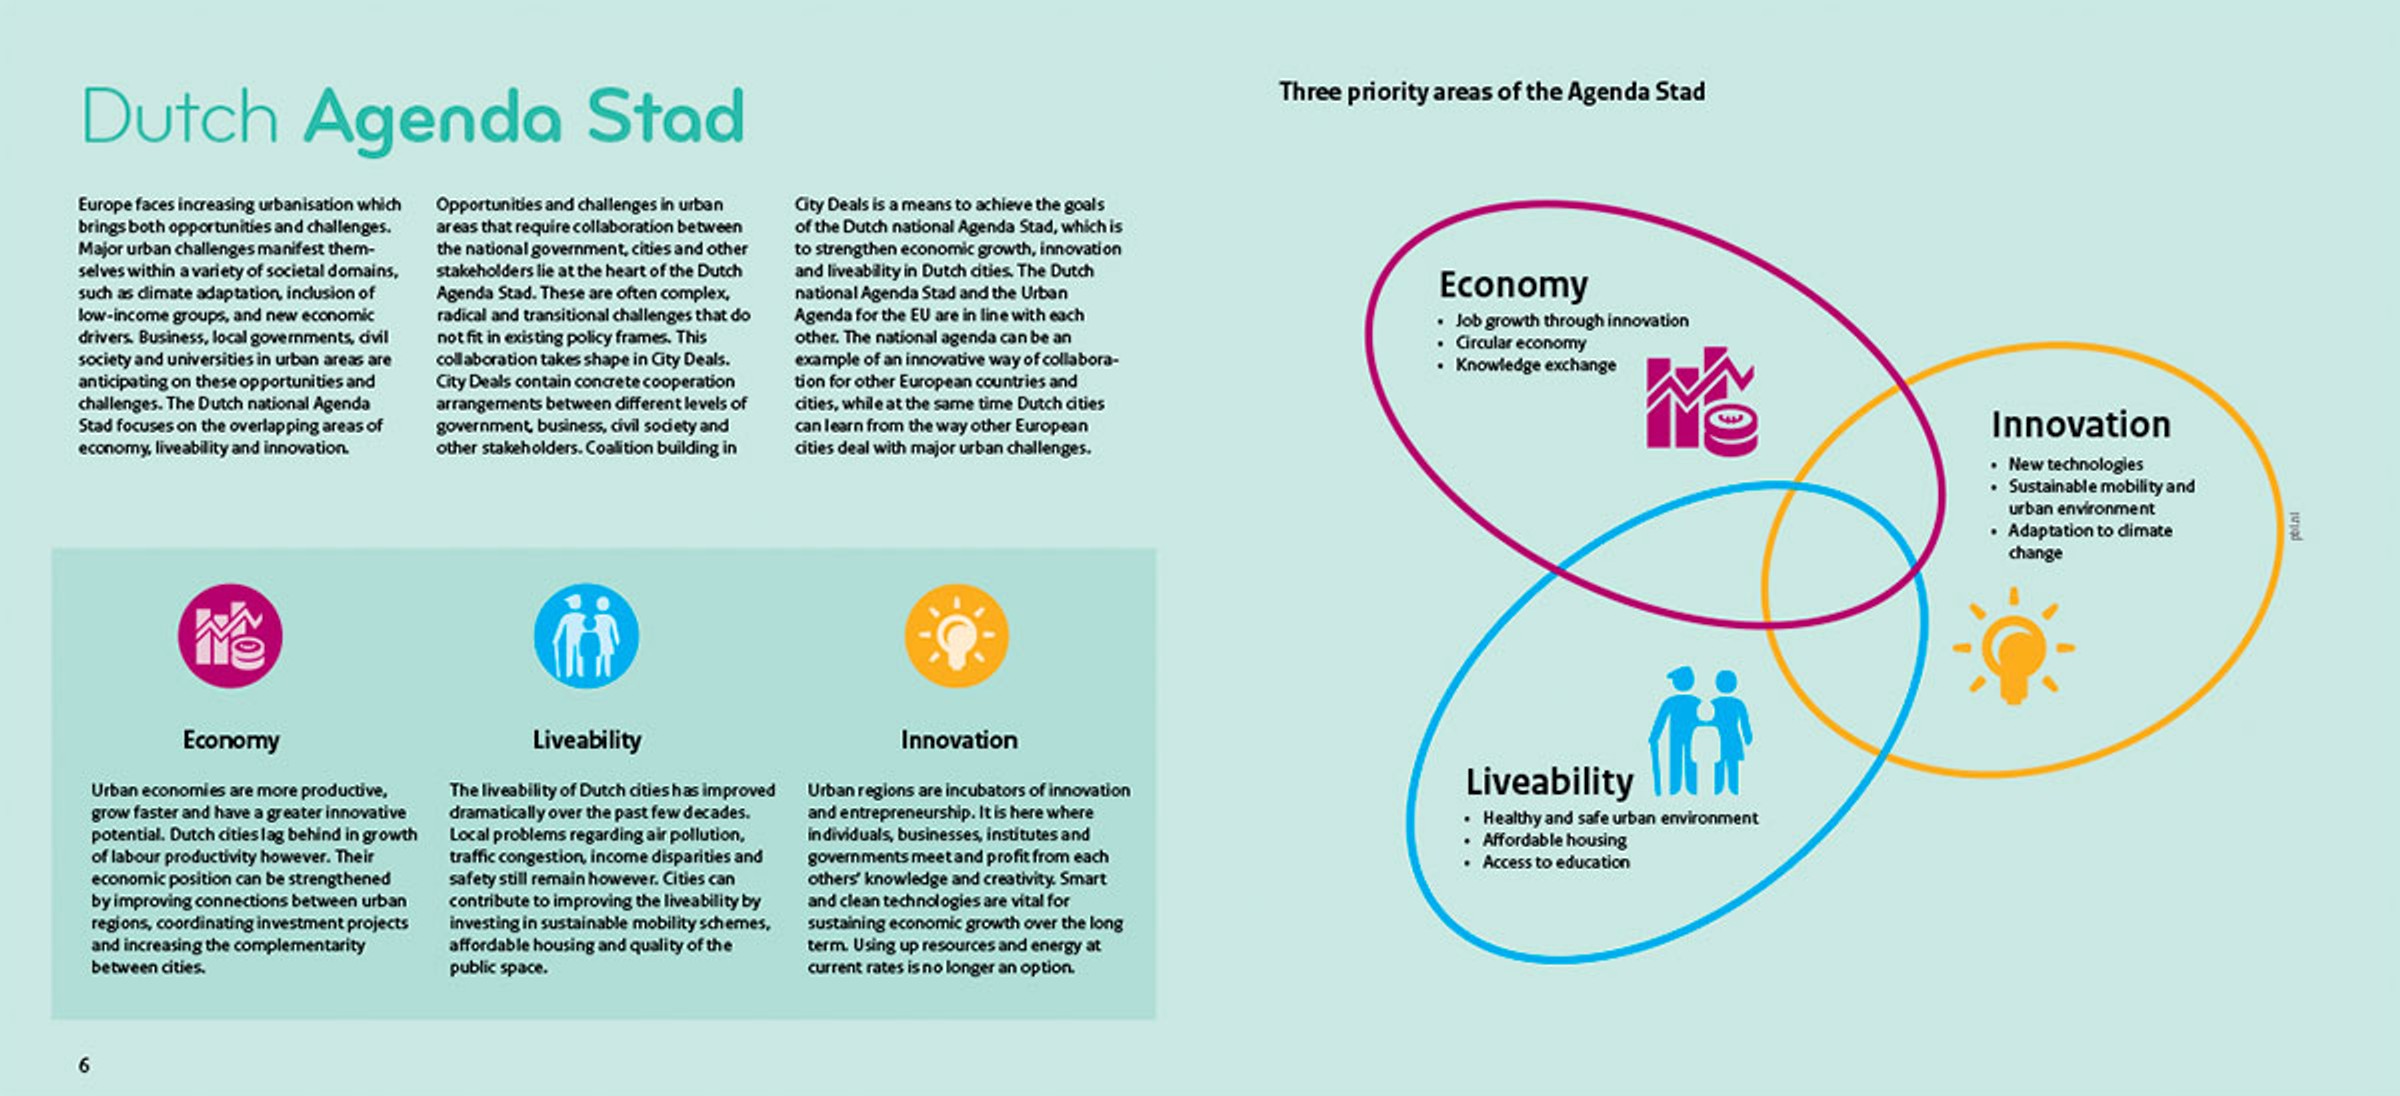 Dutch Agenda Stad
Europe faces increasing urbanisation which
brings both opportunities and challenges.
Major urban challenges manifest them-
selves within a variety of societal domains,
such as climate adaptation, inclusion of
low-income groups, and new economic
drivers. Business, local governments, civil
society and universities in urban areas are
anticipating on these opportunities and
challenges. The Dutch national Agenda
Stad focuses on the overlapping areas of
economy, liveability and innovation.
Opportunities and challenges in urban
areas that require collaboration between
the national government, cities and other
stakeholders lie at the heart of the Dutch
Agenda Stad. These are often complex,
radical and transitional challenges that do
not fit in existing policy frames. This
collaboration takes shape in City Deals.
City Deals contain concrete cooperation
arrangements between different levels of
government, business, civil society and
other stakeholders. Coalition building in
City Deals is a means to achieve the goals
of the Dutch national Agenda Stad, which is
to strengthen economic growth, innovation
and liveability in Dutch cities. The Dutch
national Agenda Stad and the Urban
Agenda for the EU are in line with each
other. The national agenda can be an
example of an innovative way of collabora-
tion for other European countries and
cities, while at the same time Dutch cities
can learn from the way other European
cities deal with major urban challenges.
Economy
Urban economies are more productive,
grow faster and have a greater innovative
potential. Dutch cities lag behind in growth
of labour productivity however. Their
economic position can be strengthened
by improving connections between urban
regions, coordinating investment projects
and increasing the complementarity
between cities.
Liveability
The liveability of Dutch cities has improved
dramatically over the past few decades.
Local problems regarding air pollution,
traffic congestion, income disparities and
safety still remain however. Cities can
contribute to improving the liveability by
investing in sustainable mobility schemes,
affordable housing and quality of the
public space.
Innovation
Urban regions are incubators of innovation
and entrepreneurship. It is here where
individuals, businesses, institutes and
governments meet and profit from each
others' knowledge and creativity. Smart
and clean technologies are vital for
sustaining economic growth over the long
term. Using up resources and energy at
current rates is no longer an option.
6
Three priority areas of the Agenda Stad
Economy
• Job growth through innovation
• Circular economy
• Knowledge exchange
Innovation
• New technologies
• Sustainable mobility and
urban environment
• Adaptation to climate
change
Liveability
• Healthy and safe urban environment
• Affordable housing
• Access to education
pbl.nl